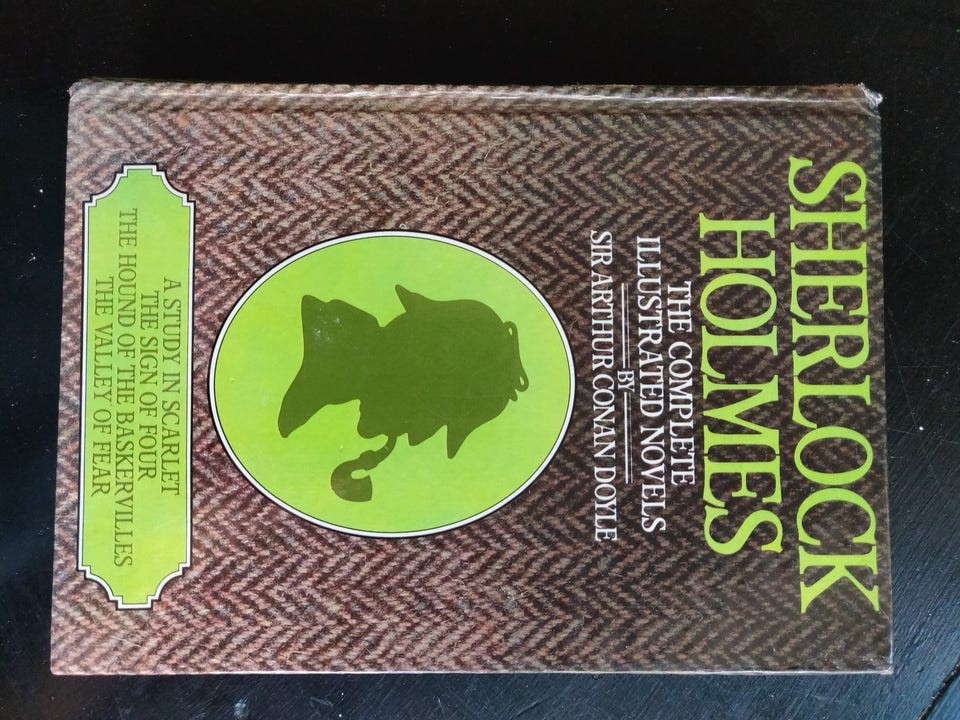 SHERLOCK
HOLMES
THE COMPLETE
ILLUSTRATED NOVELS
BY
SIR ARTHUR CONAN DOYLE
A STUDY IN SCARLET
THE SIGN OF FOUR
THE HOUND OF THE BASKERVILLES
THE VALLEY OF FEAR